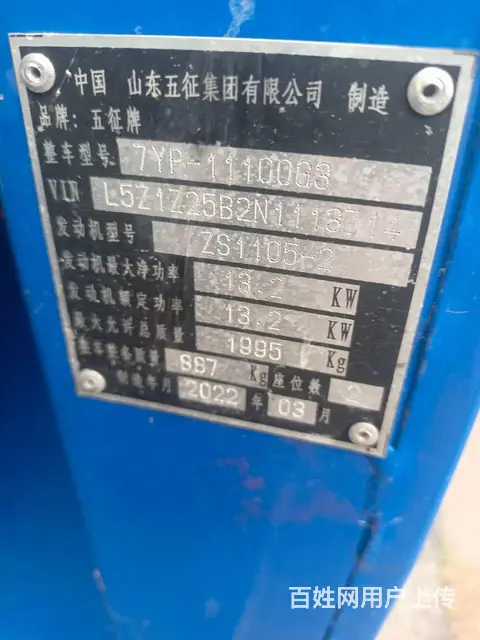 中国 山东五征集团有限公司 制造
品牌：五征牌
整车型号 7YP-11100G3
VIN L5Z1Z25B2N1113714
发动机型号 ZS1105-2
发动机最大净功率 13.2 KW
发动机额定功率 13.2 KW
最大允许总质量 1995 Kg
整车整备质量 887 Kg 座位数 2
制造年月 2022 年 03 月
百姓网用户上传